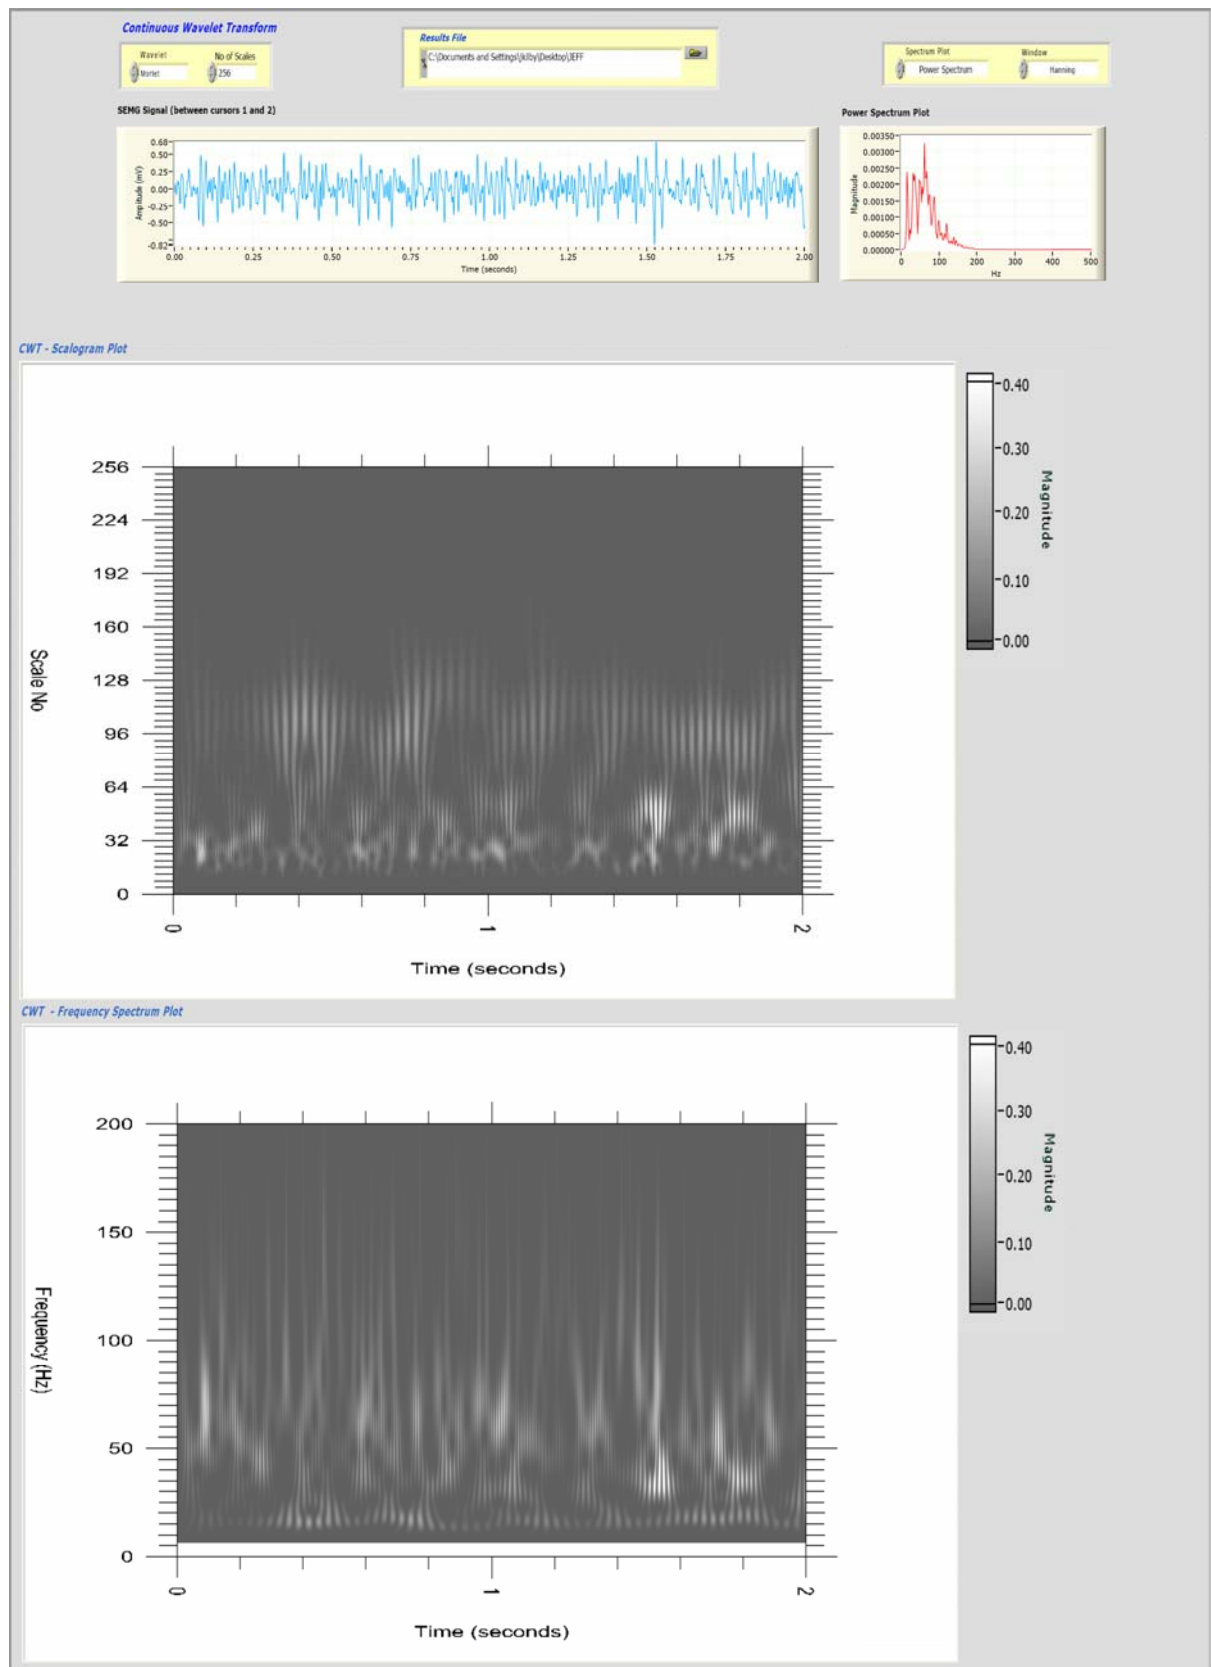 Continuous Wavelet Transform
Wavelet
No of Scales
Morlet
256
Results File
C:\Documents and Settings\jkilby\Desktop\JEFF
Spectrum Plot
Window
Power Spectrum
Hanning
SEMG Signal (between cursors 1 and 2)
Amplitude (mV)
0.68
0.50
0.25
0.00
-0.25
-0.50
-0.82
0.00 0.25 0.50 0.75 1.00 1.25 1.50 1.75 2.00
Time (seconds)
Power Spectrum Plot
Magnitude
0.00350
0.00300
0.00250
0.00200
0.00150
0.00100
0.00050
0.00000
0 100 200 300 400 500
Hz
CWT - Scalogram Plot
Scale No
256
224
192
160
128
96
64
32
0
0 1 2
Time (seconds)
0.40
0.30
0.20
0.10
0.00
Magnitude
CWT - Frequency Spectrum Plot
Frequency (Hz)
200
150
100
50
0
0 1 2
Time (seconds)
0.40
0.30
0.20
0.10
0.00
Magnitude